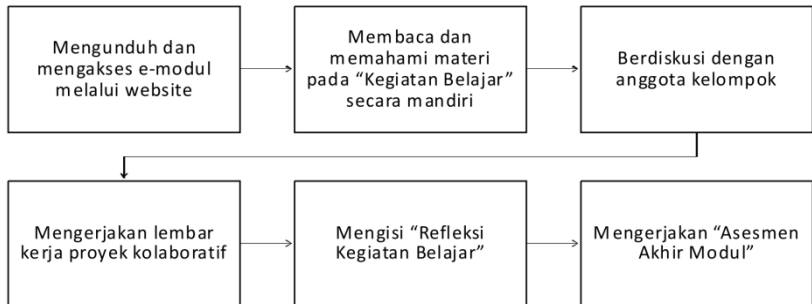 Mengunduh dan
mengakses e-modul
melalui website
Membaca dan
memahami materi
pada “Kegiatan Belajar”
secara mandiri
Berdiskusi dengan
anggota kelompok
Mengerjakan lembar
kerja proyek kolaboratif
Mengisi “Refleksi
Kegiatan Belajar”
Mengerjakan “Asesmen
Akhir Modul”